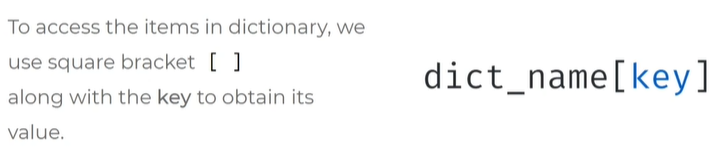 To access the items in dictionary, we
use square bracket [ ]
along with the key to obtain its
value.
dict_name[key]